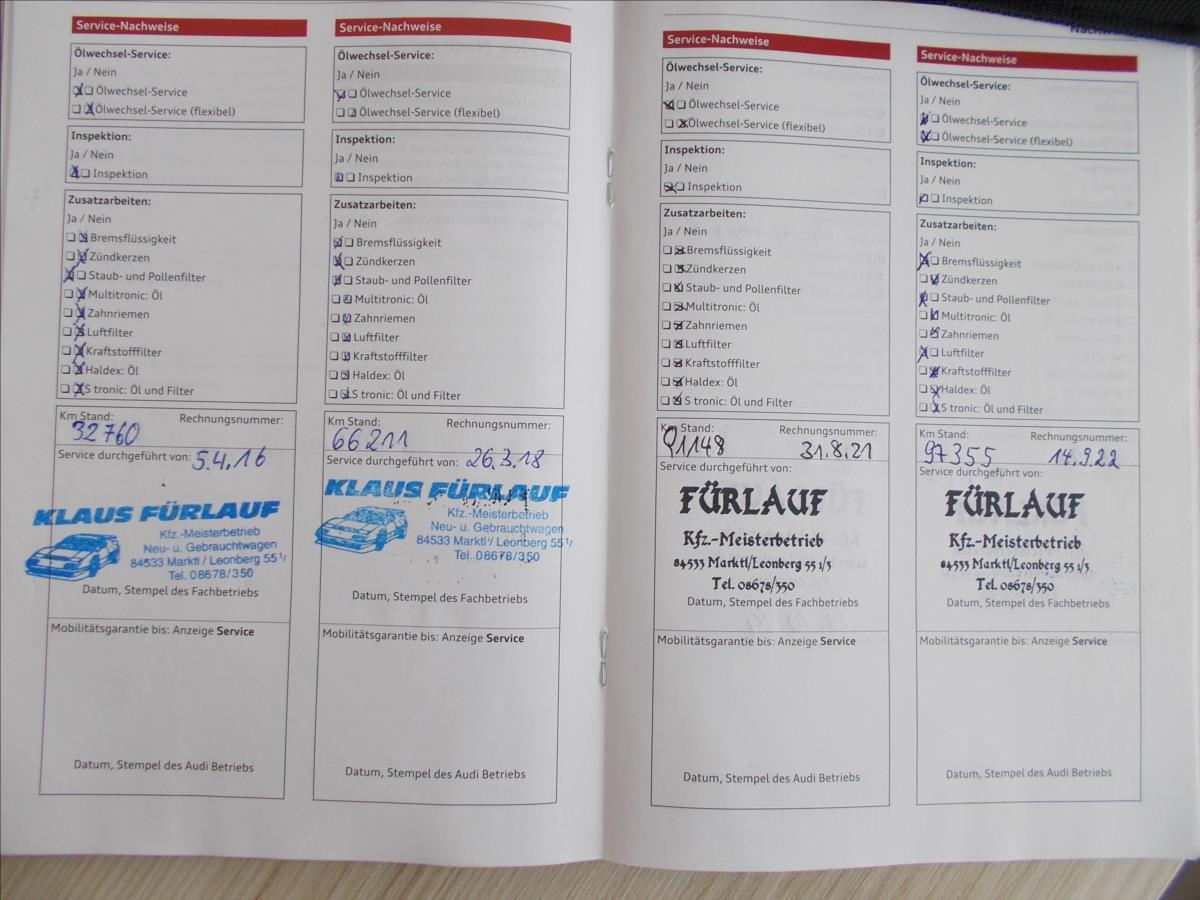 Service-Nachweise
Ölwechsel-Service:
Ja / Nein
Ölwechsel-Service
Ölwechsel-Service (flexibel)
Inspektion:
Ja / Nein
Inspektion
Zusatzarbeiten:
Ja / Nein
Bremsflüssigkeit
Zündkerzen
Staub- und Pollenfilter
Multitronic: Öl
Zahnriemen
Luftfilter
Kraftstofffilter
Haldex: Öl
S tronic: Öl und Filter
Km Stand: Rechnungsnummer:
32760
Service durchgeführt von: 5.4.16
KLAUS FÜRLAUF
Kfz.-Meisterbetrieb
Neu- u. Gebrauchtwagen
84533 Marktl/Leonberg 55 1/
Tel. 08678/350
Datum, Stempel des Fachbetriebs
Mobilitätsgarantie bis: Anzeige Service
Datum, Stempel des Audi Betriebs
Service-Nachweise
Ölwechsel-Service:
Ja / Nein
Ölwechsel-Service
Ölwechsel-Service (flexibel)
Inspektion:
Ja / Nein
Inspektion
Zusatzarbeiten:
Ja / Nein
Bremsflüssigkeit
Zündkerzen
Staub- und Pollenfilter
Multitronic: Öl
Zahnriemen
Luftfilter
Kraftstofffilter
Haldex: Öl
S tronic: Öl und Filter
Km Stand: Rechnungsnummer:
66211
Service durchgeführt von: 26.3.18
KLAUS FÜRLAUF
Kfz.-Meisterbetrieb
Neu- u. Gebrauchtwagen
84533 Marktl/Leonberg 55 1/
Tel. 08678/350
Datum, Stempel des Fachbetriebs
Mobilitätsgarantie bis: Anzeige Service
Datum, Stempel des Audi Betriebs
Service-Nachweise
Ölwechsel-Service:
Ja / Nein
Ölwechsel-Service
Ölwechsel-Service (flexibel)
Inspektion:
Ja / Nein
Inspektion
Zusatzarbeiten:
Ja / Nein
Bremsflüssigkeit
Zündkerzen
Staub- und Pollenfilter
Multitronic: Öl
Zahnriemen
Luftfilter
Kraftstofffilter
Haldex: Öl
S tronic: Öl und Filter
Km Stand: Rechnungsnummer:
91148 31.8.21
Service durchgeführt von:
FÜRLAUF
Kfz.-Meisterbetrieb
84533 Marktl/Leonberg 55 1/3
Tel. 08678/350
Datum, Stempel des Fachbetriebs
Mobilitätsgarantie bis: Anzeige Service
Datum, Stempel des Audi Betriebs
Service-Nachweise
Ölwechsel-Service:
Ja / Nein
Ölwechsel-Service
Ölwechsel-Service (flexibel)
Inspektion:
Ja / Nein
Inspektion
Zusatzarbeiten:
Ja / Nein
Bremsflüssigkeit
Zündkerzen
Staub- und Pollenfilter
Multitronic: Öl
Zahnriemen
Luftfilter
Kraftstofffilter
Haldex: Öl
S tronic: Öl und Filter
Km Stand: Rechnungsnummer:
97355 14.9.22
Service durchgeführt von:
FÜRLAUF
Kfz.-Meisterbetrieb
84533 Marktl/Leonberg 55 1/3
Tel. 08678/350
Datum, Stempel des Fachbetriebs
Mobilitätsgarantie bis: Anzeige Service
Datum, Stempel des Audi Betriebs